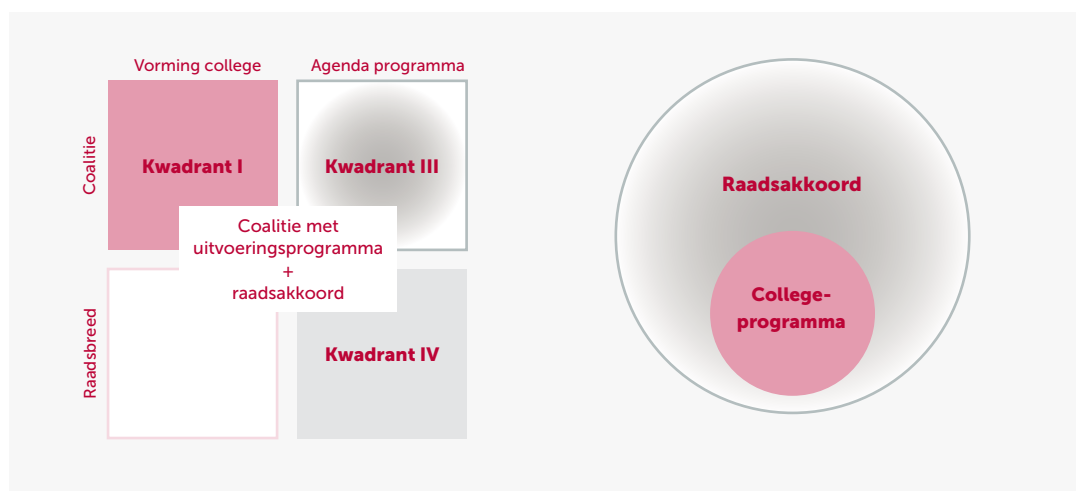 Vorming college
Agenda programma
Coalitie
Kwadrant I
Kwadrant III
Coalitie met
uitvoeringsprogramma
+
raadsakkoord
Raadsbreed
Kwadrant IV
Raadsakkoord
College-
programma